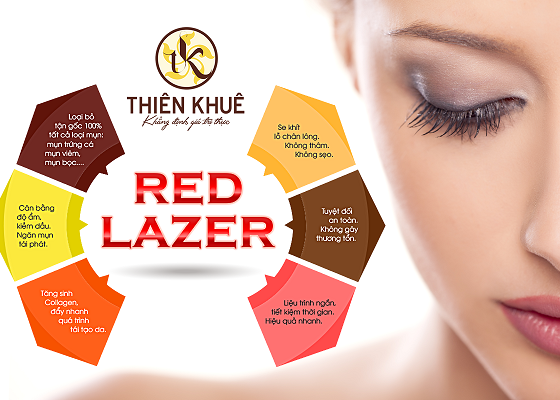 tk
THIÊN KHUÊ
Khẳng định giá trị thực
Loại bỏ
tận gốc 100%
tất cả loại mụn:
mụn trứng cá
mụn viêm,
mụn bọc....
Se khít
lỗ chân lông.
Không thâm.
Không sẹo.
RED
LAZER
Cân bằng
độ ẩm,
kiềm dầu.
Ngăn mụn
tái phát.
Tuyệt đối
an toàn.
Không gây
thương tổn.
Tăng sinh
Collagen,
đẩy nhanh
quá trình
tái tạo da.
Liệu trình ngắn,
tiết kiệm thời gian.
Hiệu quả nhanh.